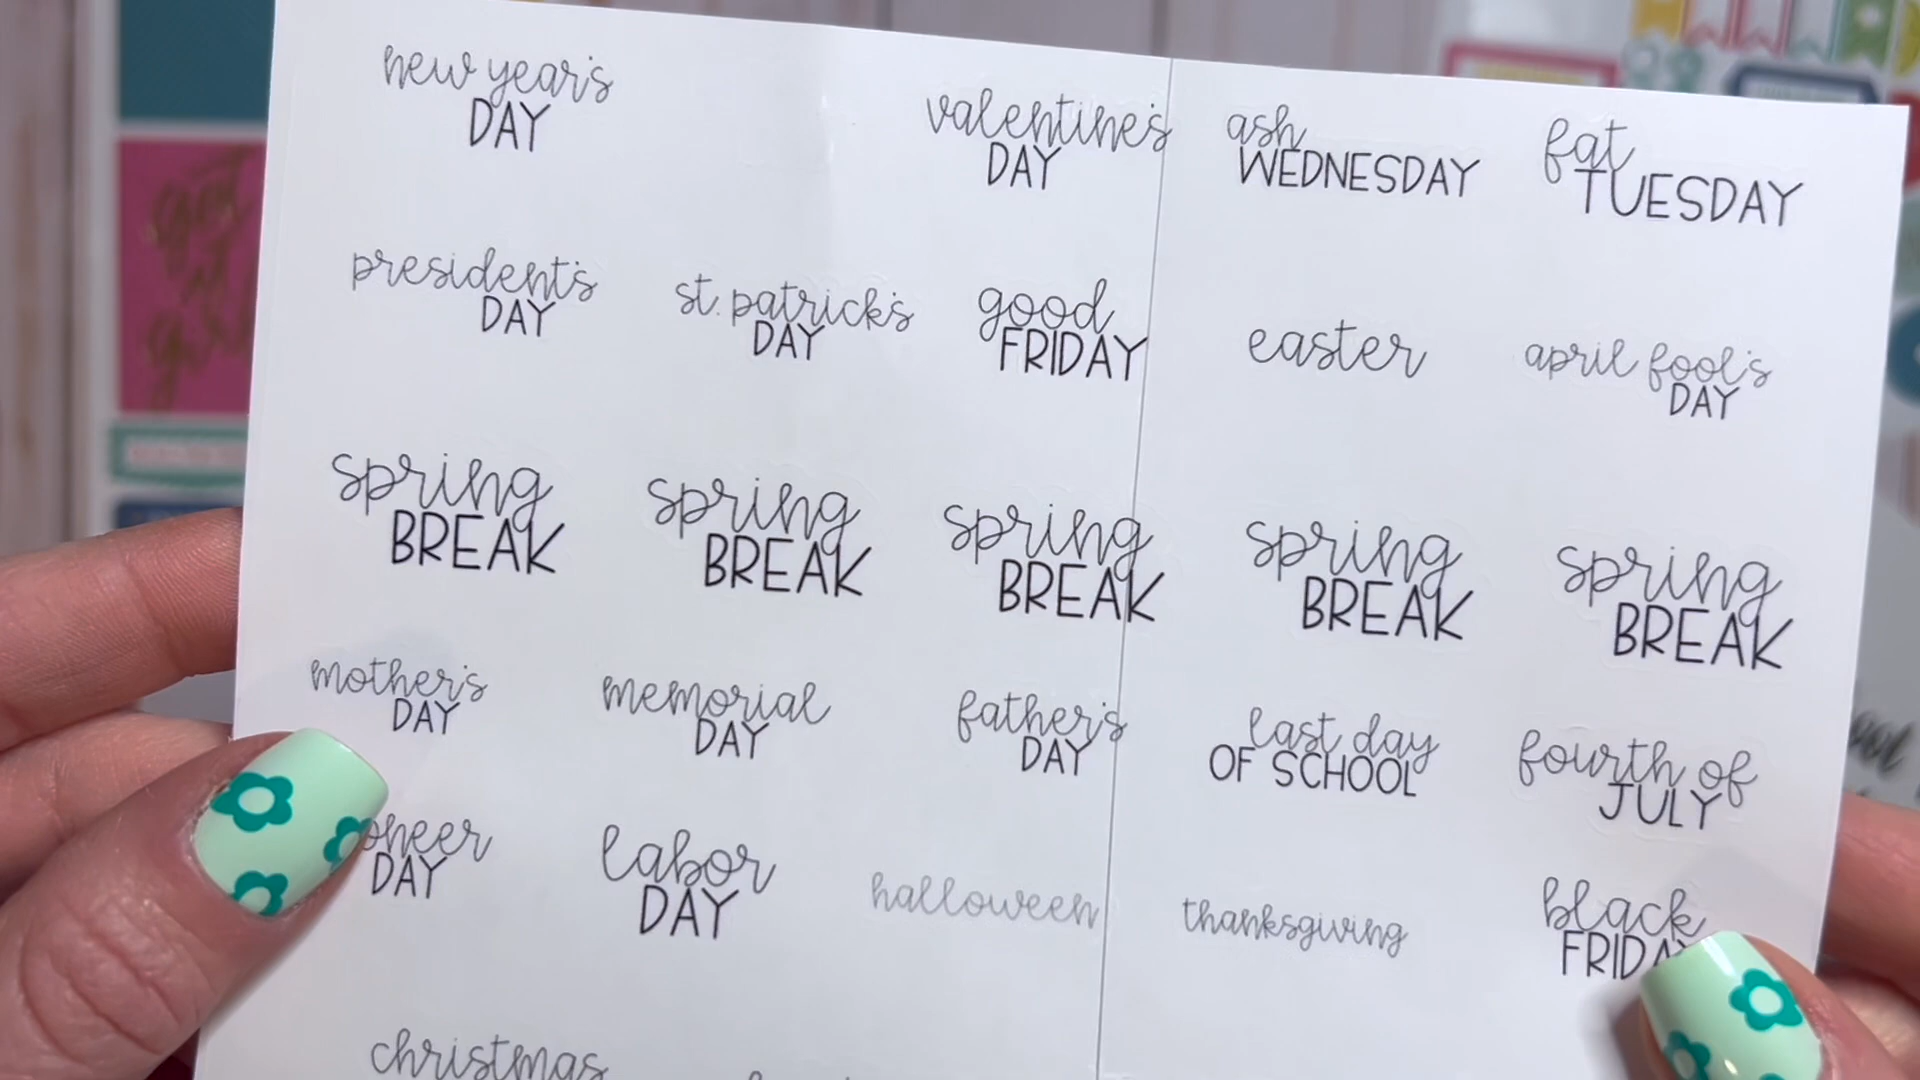 new year's
DAY
valentine's
DAY
ash
WEDNESDAY
fat
TUESDAY
president's
DAY
st. patrick's
DAY
good
FRIDAY
easter
april fool's
DAY
spring
BREAK
spring
BREAK
spring
BREAK
spring
BREAK
spring
BREAK
mother's
DAY
memorial
DAY
father's
DAY
last day
OF SCHOOL
fourth of
JULY
DAY
labor
DAY
halloween
thanksgiving
black
FRIDAY
christmas